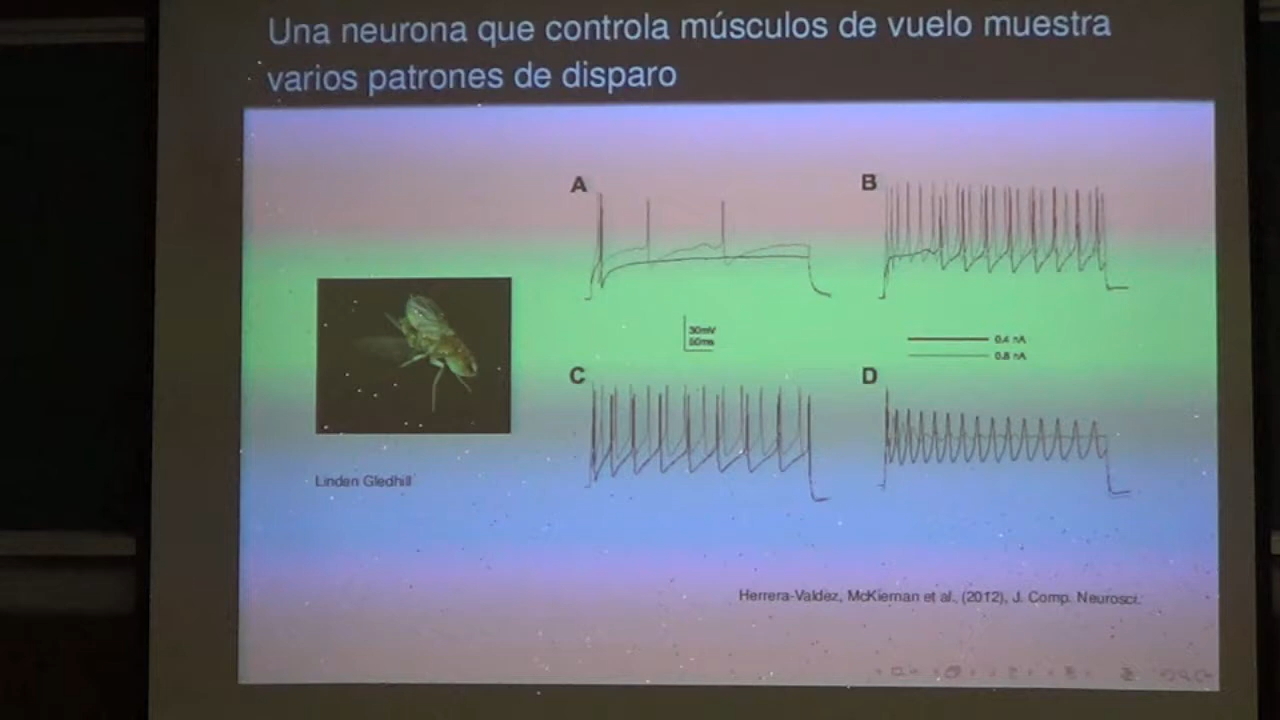 Una neurona que controla músculos de vuelo muestra
varios patrones de disparo
A
B
30mV
50ms
0.4 nA
0.8 nA
C
D
Linden Gledhill
Herrera-Valdez, McKiernan et al., (2012), J. Comp. Neurosci.